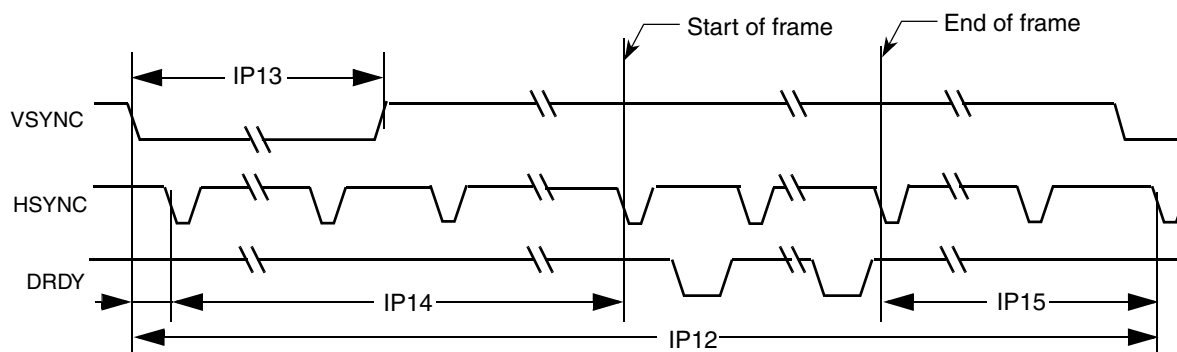 Start of frame
End of frame
IP13
VSYNC
HSYNC
DRDY
IP14
IP15
IP12